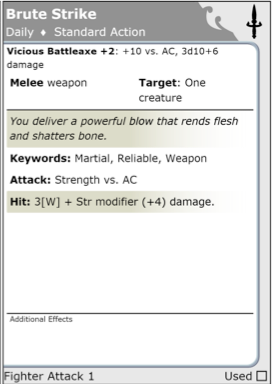 Brute Strike
Daily ♦ Standard Action
Vicious Battleaxe +2: +10 vs. AC, 3d10+6
damage
Melee weapon Target: One
creature
You deliver a powerful blow that rends flesh
and shatters bone.
Keywords: Martial, Reliable, Weapon
Attack: Strength vs. AC
Hit: 3[W] + Str modifier (+4) damage.
Additional Effects
Fighter Attack 1 Used